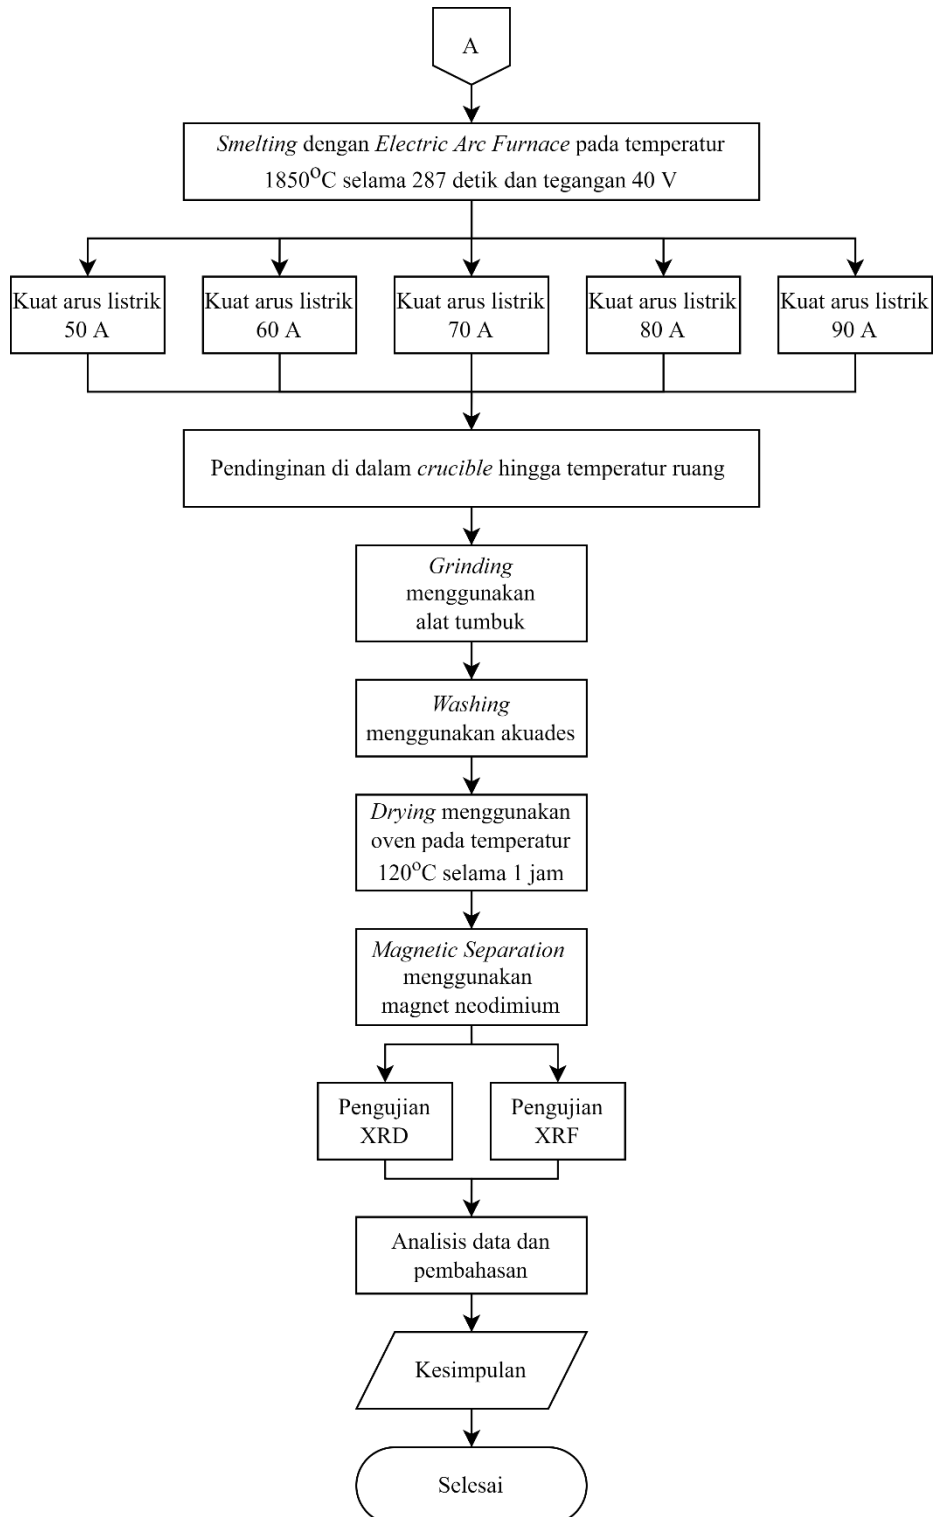 A
Smelting dengan Electric Arc Furnace pada temperatur
1850°C selama 287 detik dan tegangan 40 V
Kuat arus listrik
50 A
Kuat arus listrik
60 A
Kuat arus listrik
70 A
Kuat arus listrik
80 A
Kuat arus listrik
90 A
Pendinginan di dalam crucible hingga temperatur ruang
Grinding
menggunakan
alat tumbuk
Washing
menggunakan akuades
Drying menggunakan
oven pada temperatur
120°C selama 1 jam
Magnetic Separation
menggunakan
magnet neodimium
Pengujian
XRD
Pengujian
XRF
Analisis data dan
pembahasan
Kesimpulan
Selesai